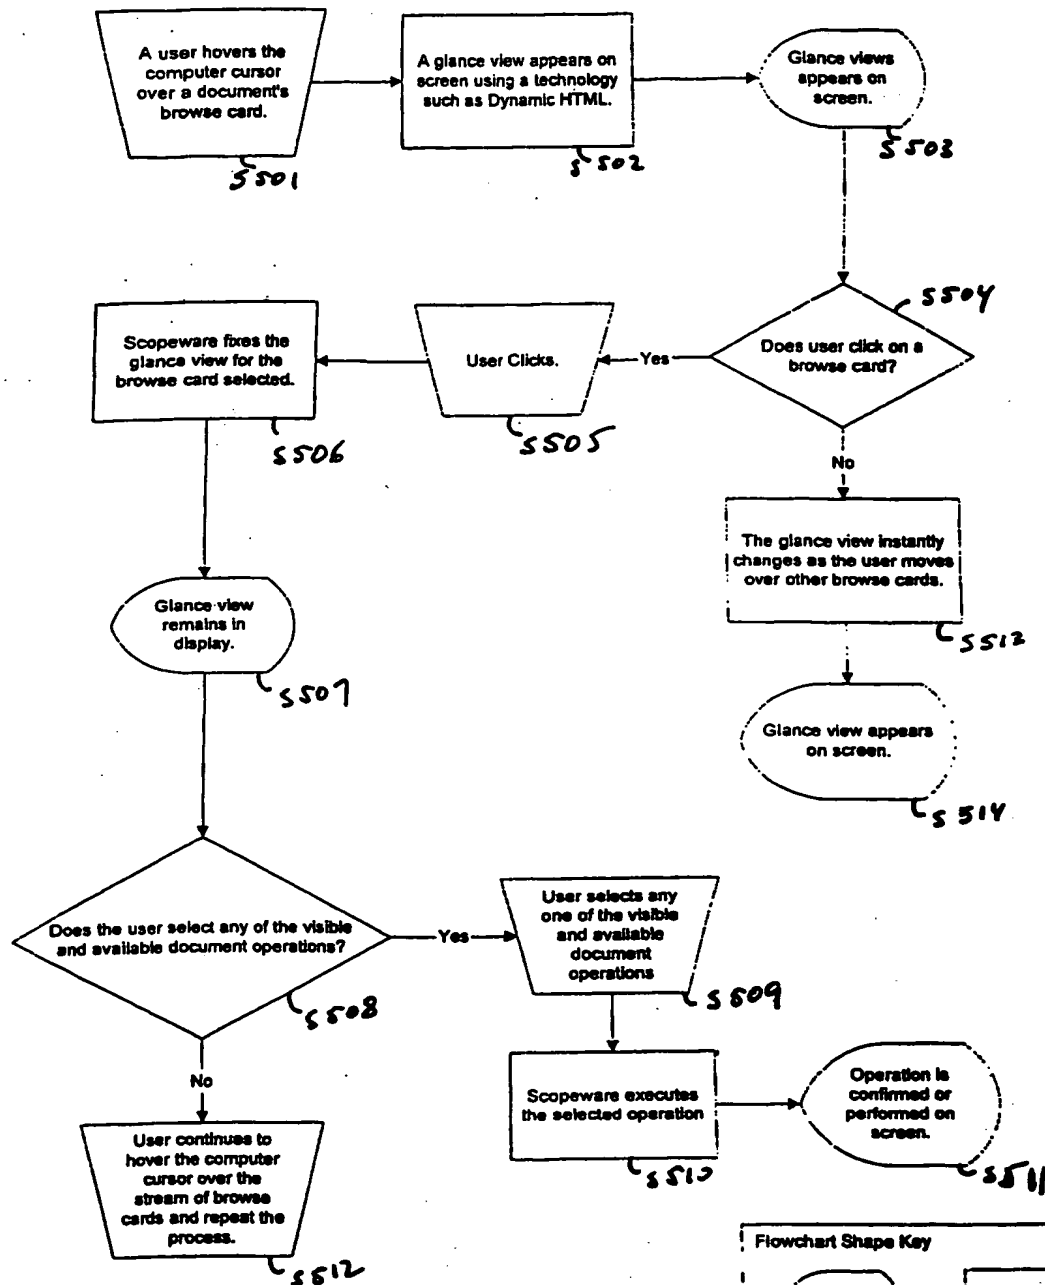 A user hovers the
computer cursor
over a document's
browse card.
S501
A glance view appears on
screen using a technology
such as Dynamic HTML.
S502
Glance views
appears on
screen.
S503
S504
Does user click on a
browse card?
Yes
User Clicks.
S505
Scopeware fixes the
glance view for the
browse card selected.
S506
No
The glance view instantly
changes as the user moves
over other browse cards.
S513
Glance view appears
on screen.
S514
Glance view
remains in
display.
S507
Does the user select any of the visible
and available document operations?
S508
Yes
User selects any
one of the visible
and available
document
operations
S509
Scopeware executes
the selected operation
S510
Operation is
confirmed or
performed on
screen.
S511
No
User continues to
hover the computer
cursor over the
stream of browse
cards and repeat the
process.
S512
Flowchart Shape Key